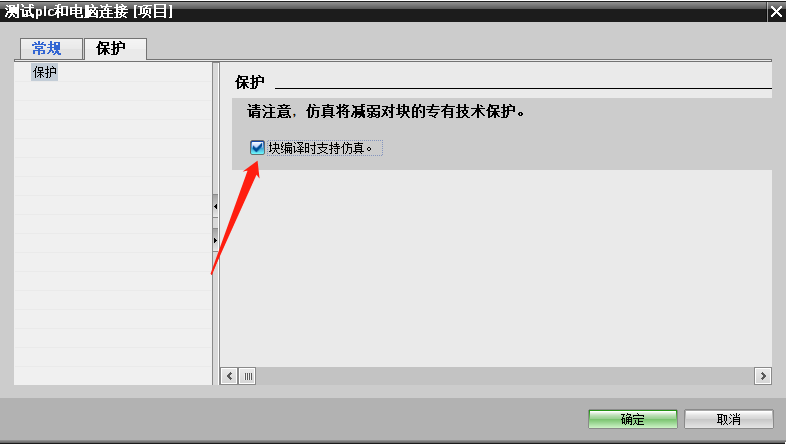 测试plc和电脑连接 [项目]
常规 保护
保护
保护
请注意，仿真将减弱对块的专有技术保护。
块编译时支持仿真。
确定 取消